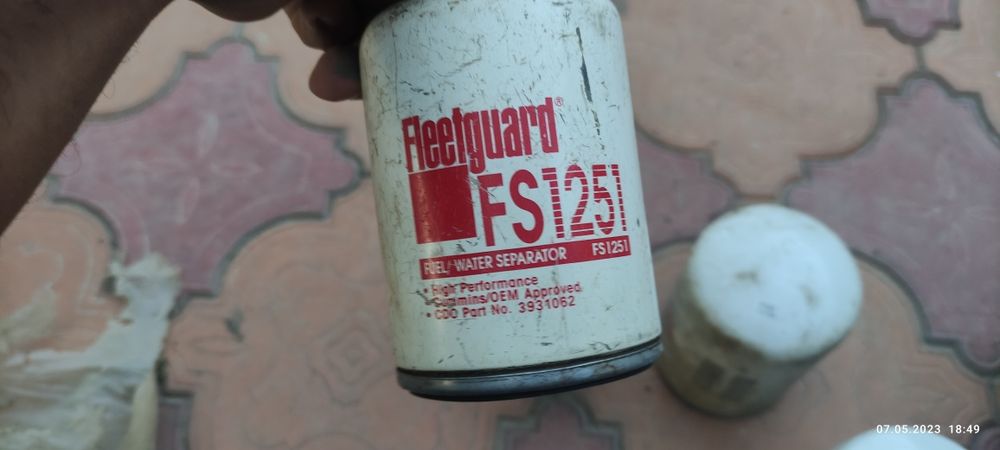 Fleetguard®
FS1251
FUEL/WATER SEPARATOR FS1251
• High Performance
Cummins/OEM Approved
• CDC Part No. 3931062
07.05.2023 18:49